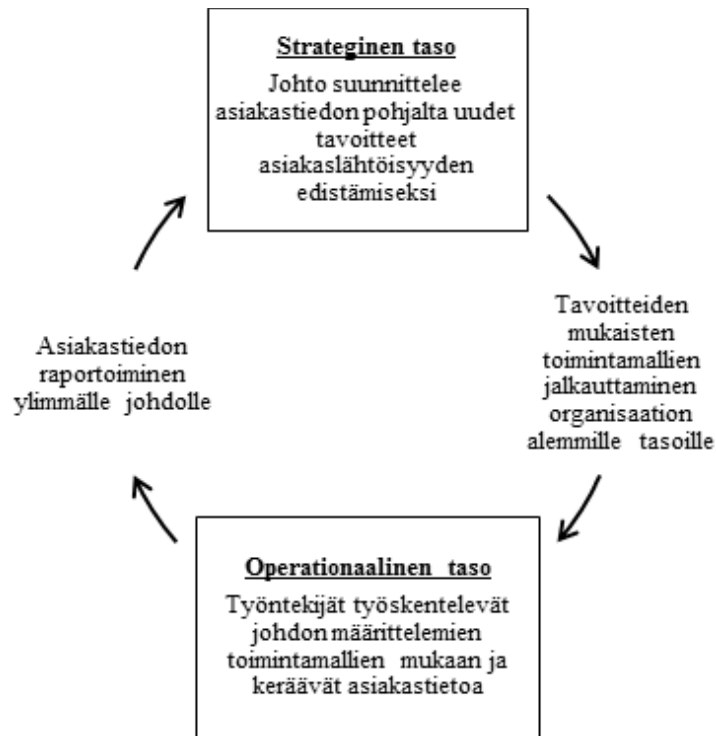 Strateginen taso
Johto suunnittelee
asiakastiedon pohjalta uudet
tavoitteet
asiakaslähtöisyyden
edistämiseksi
Tavoitteiden
mukaisten
toimintamallien
jalkauttaminen
organisaation
alemmille tasoille
Operationaalinen taso
Työntekijät työskentelevät
johdon määrittelemien
toimintamallien mukaan ja
keräävät asiakastietoa
Asiakastiedon
raportoiminen
ylimmälle johdolle